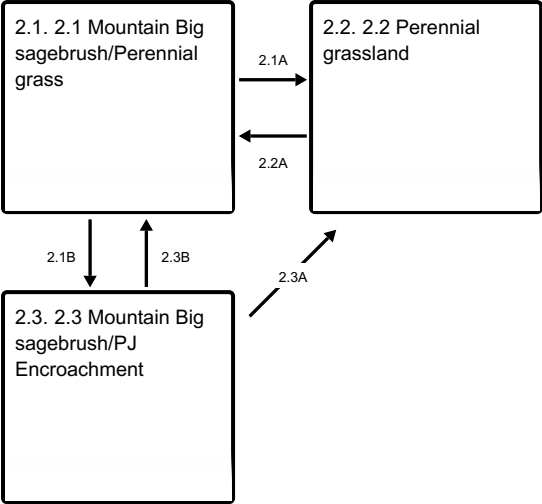 2.1. 2.1 Mountain Big
sagebrush/Perennial
grass
2.2. 2.2 Perennial
grassland
2.1A
2.2A
2.1B
2.3B
2.3A
2.3. 2.3 Mountain Big
sagebrush/PJ
Encroachment